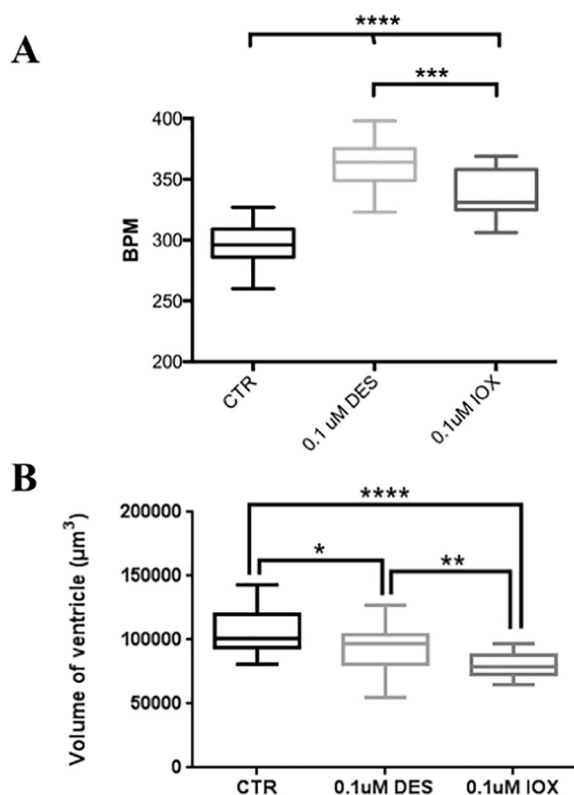 A
****
***
BPM
400
350
300
250
200
CTR
0.1 uM DES
0.1uM IOX
B
Volume of ventricle (µm³)
200000
150000
100000
50000
0
****
*
**
CTR
0.1uM DES
0.1uM IOX